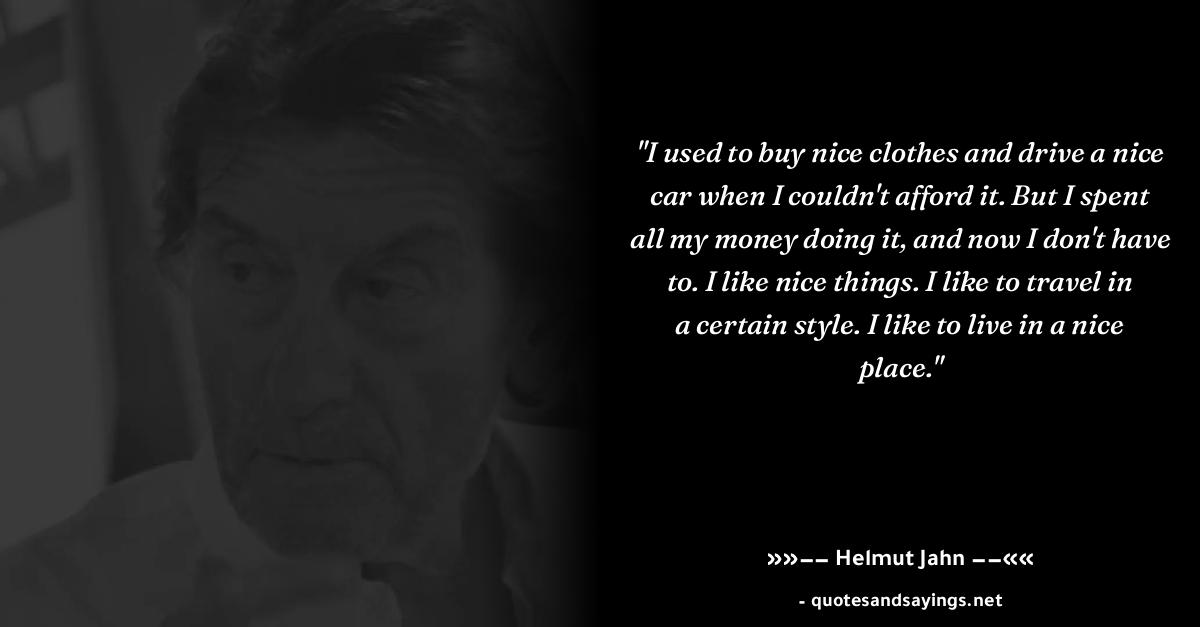 "I used to buy nice clothes and drive a nice
car when I couldn't afford it. But I spent
all my money doing it, and now I don't have
to. I like nice things. I like to travel in
a certain style. I like to live in a nice
place."
»»−− Helmut Jahn −−««
- quotesandsayings.net